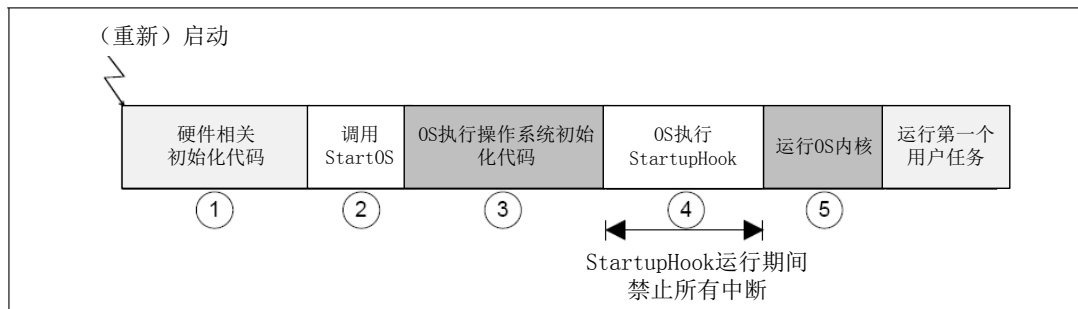 （重新）启动
硬件相关
初始化代码
调用
StartOS
OS执行操作系统初始
化代码
OS执行
StartupHook
运行OS内核
运行第一个
用户任务
1
2
3
4
5
StartupHook运行期间
禁止所有中断